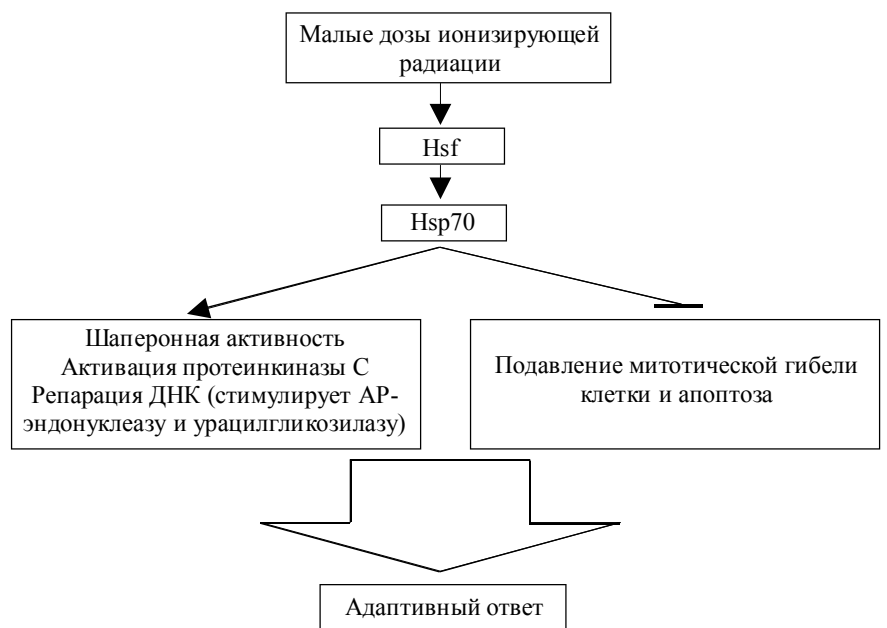 Малые дозы ионизирующей
радиации
Hsf
Hsp70
Шаперонная активность
Активация протеинкиназы С
Репарация ДНК (стимулирует АР-
эндонуклеазу и урацилгликозилазу)
Подавление митотической гибели
клетки и апоптоза
Адаптивный ответ